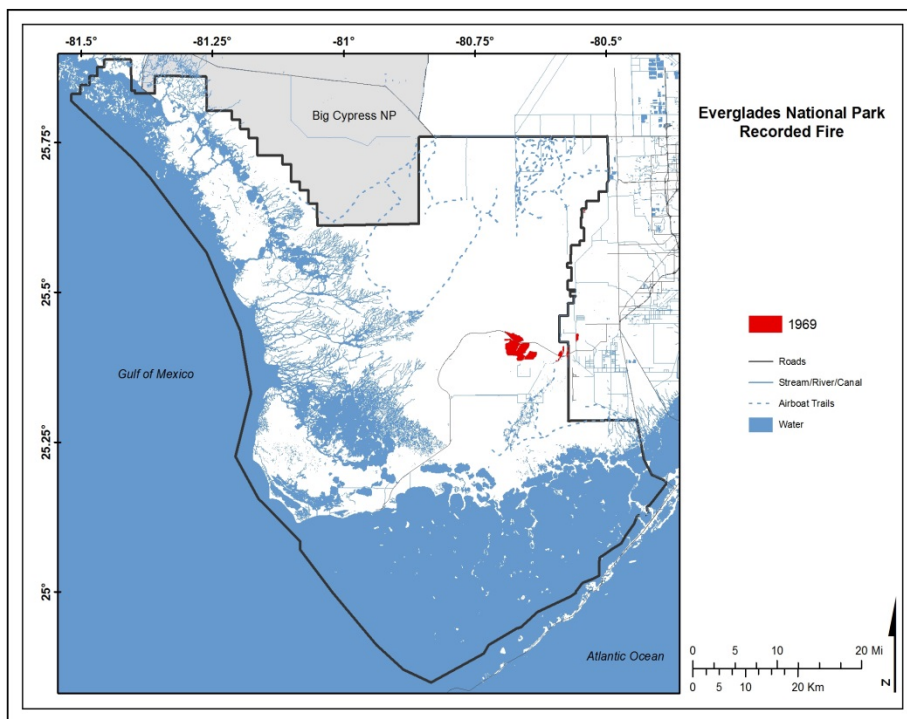 -81.5°
-81.25°
-81°
-80.75°
-80.5°
Big Cypress NP
Everglades National Park
Recorded Fire
25.75°
25.5°
25.25°
25°
Gulf of Mexico
Atlantic Ocean
1969
Roads
Stream/River/Canal
Airboat Trails
Water
0 5 10 20 Mi
0 5 10 20 Km
N